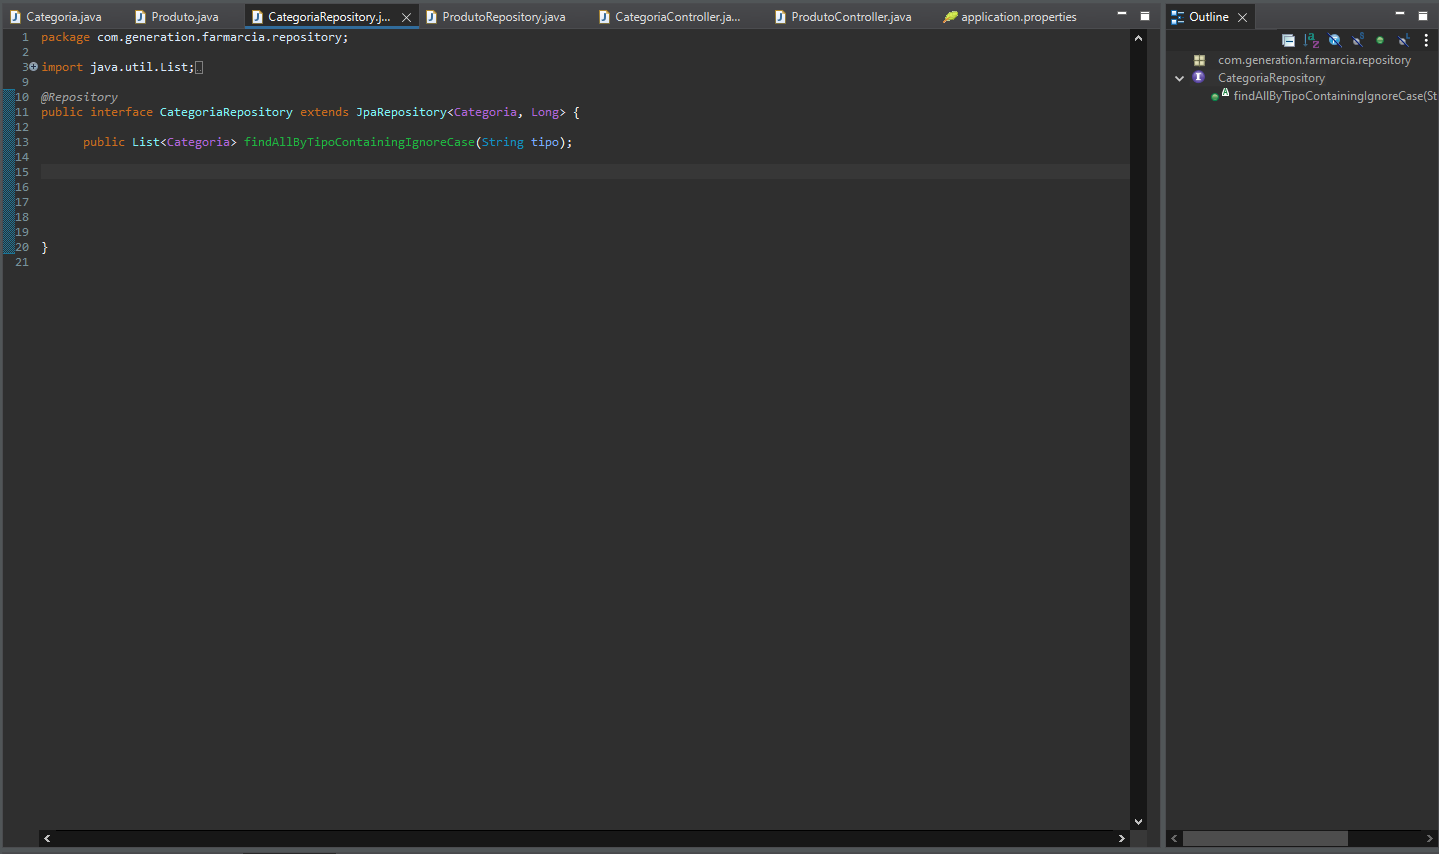 Categoria.java Produto.java CategoriaRepository.j... ProdutoRepository.java CategoriaController.ja... ProdutoController.java application.properties
1 package com.generation.farmarcia.repository;
2
3 import java.util.List;
9
10 @Repository
11 public interface CategoriaRepository extends JpaRepository<Categoria, Long> {
12
13 public List<Categoria> findAllByTipoContainingIgnoreCase(String tipo);
14
15
16
17
18
19
20 }
21
Outline
com.generation.farmarcia.repository
CategoriaRepository
findAllByTipoContainingIgnoreCase(St